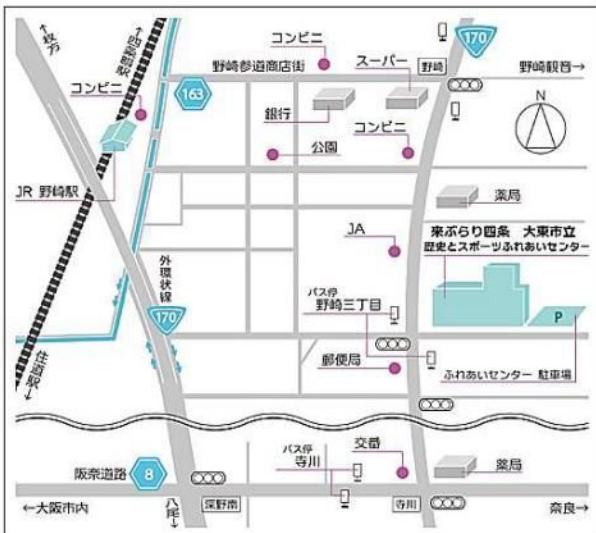 ←枚方
四条畷駅→
コンビニ
170
野崎参道商店街
スーパー
野崎
野崎観音→
コンビニ
163
銀行
コンビニ
N
公園
JR 野崎駅
薬局
JA
来ぶらり四条 大東市立
歴史とスポーツふれあいセンター
外環状線
170
バス停
野崎三丁目
P
郵便局
ふれあいセンター 駐車場
住道駅→
バス停
寺川
交番
薬局
阪奈道路
8
←大阪市内
八尾→
深野南
寺川
奈良→